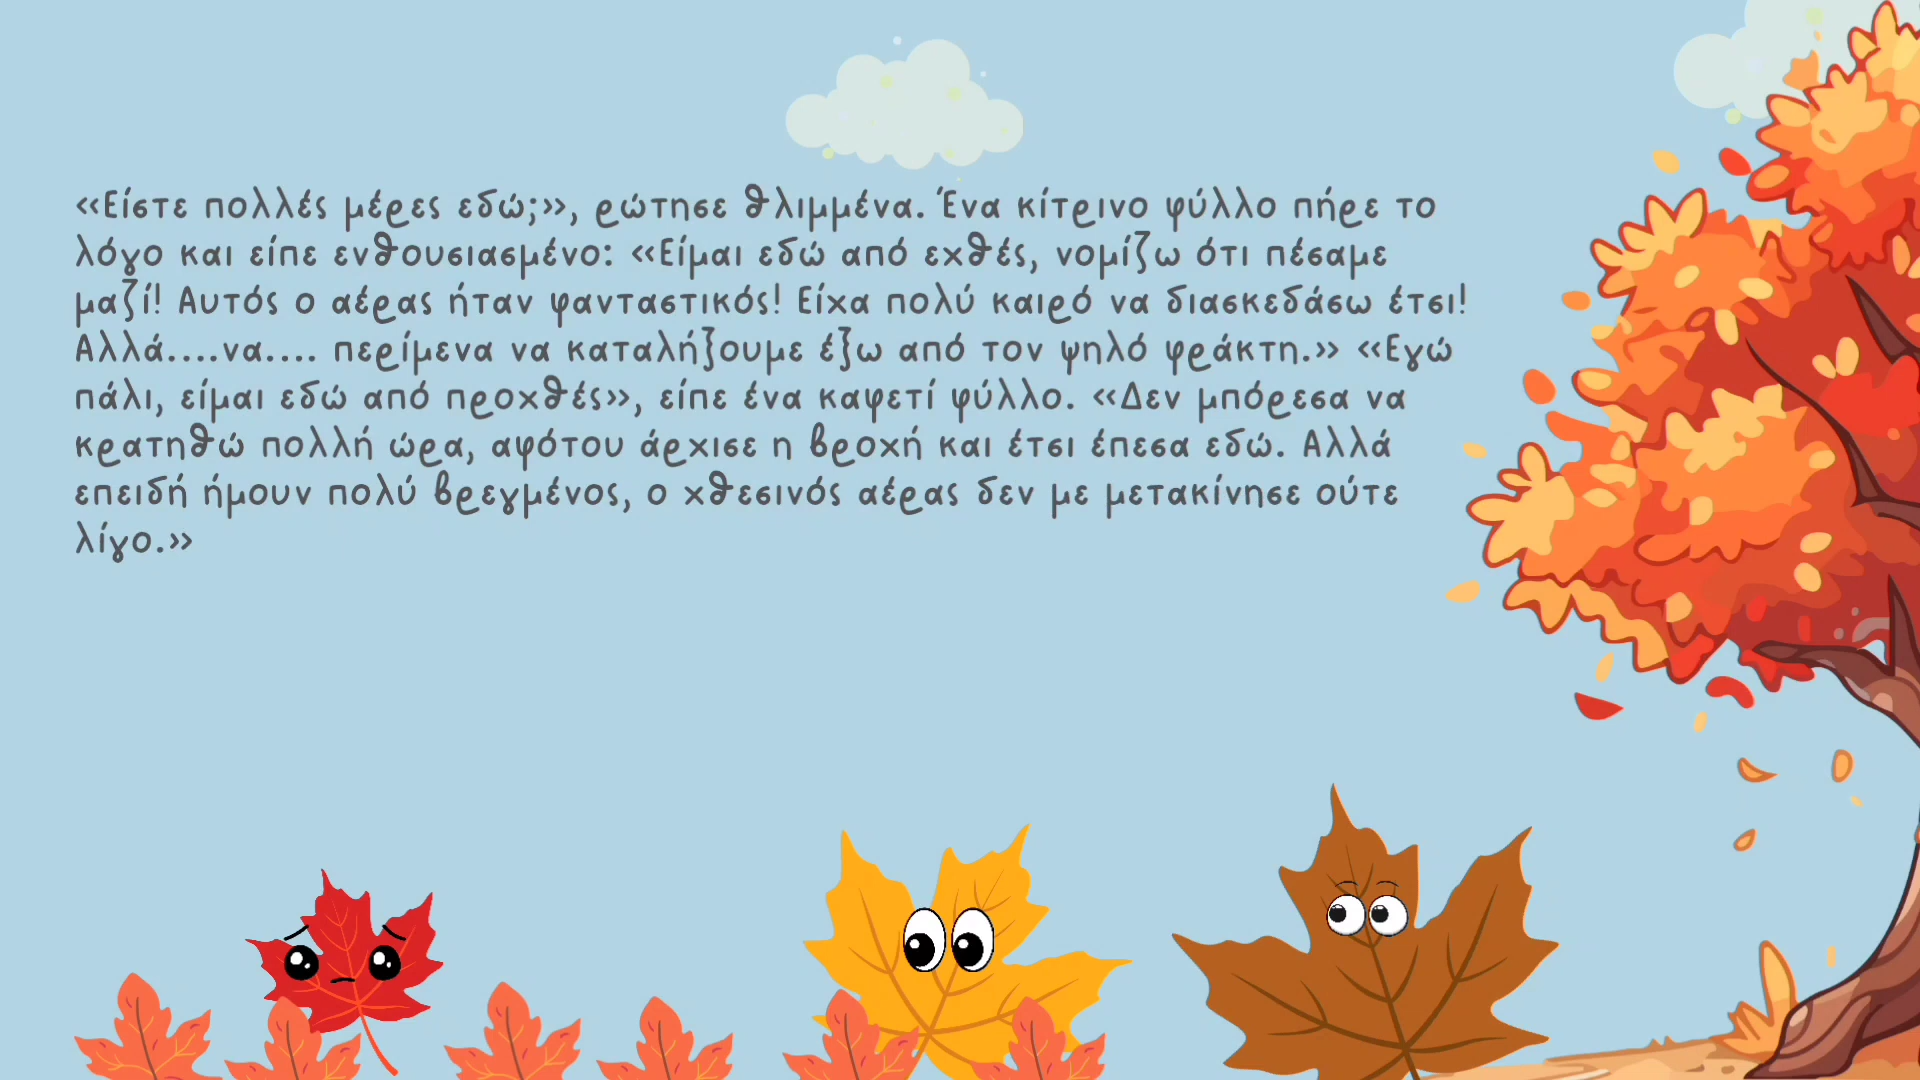 «Είστε πολλές μέρες εδώ;», ρώτησε θλιμμένα. Ένα κίτρινο φύλλο πήρε το
λόγο και είπε ενθουσιασμένο: «Είμαι εδώ από εχθές, νομίζω ότι πέσαμε
μαζί! Αυτός ο αέρας ήταν φανταστικός! Είχα πολύ καιρό να διασκεδάσω έτσι!
Αλλά....να.... περίμενα να καταλήξουμε έξω από τον ψηλό φράκτη.» «Εγώ
πάλι, είμαι εδώ από προχθές», είπε ένα καφετί φύλλο. «Δεν μπόρεσα να
κρατηθώ πολλή ώρα, αφότου άρχισε η βροχή και έτσι έπεσα εδώ. Αλλά
επειδή ήμουν πολύ βρεγμένος, ο χθεσινός αέρας δεν με μετακίνησε ούτε
λίγο.»